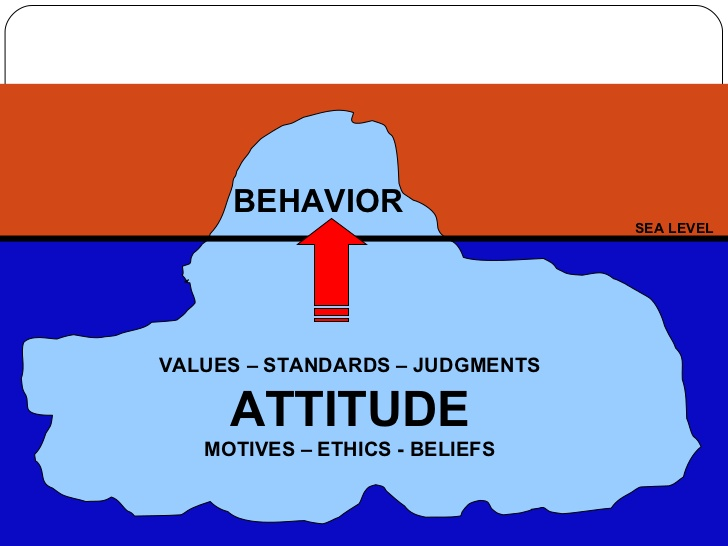 BEHAVIOR
SEA LEVEL
VALUES – STANDARDS – JUDGMENTS
ATTITUDE
MOTIVES – ETHICS - BELIEFS